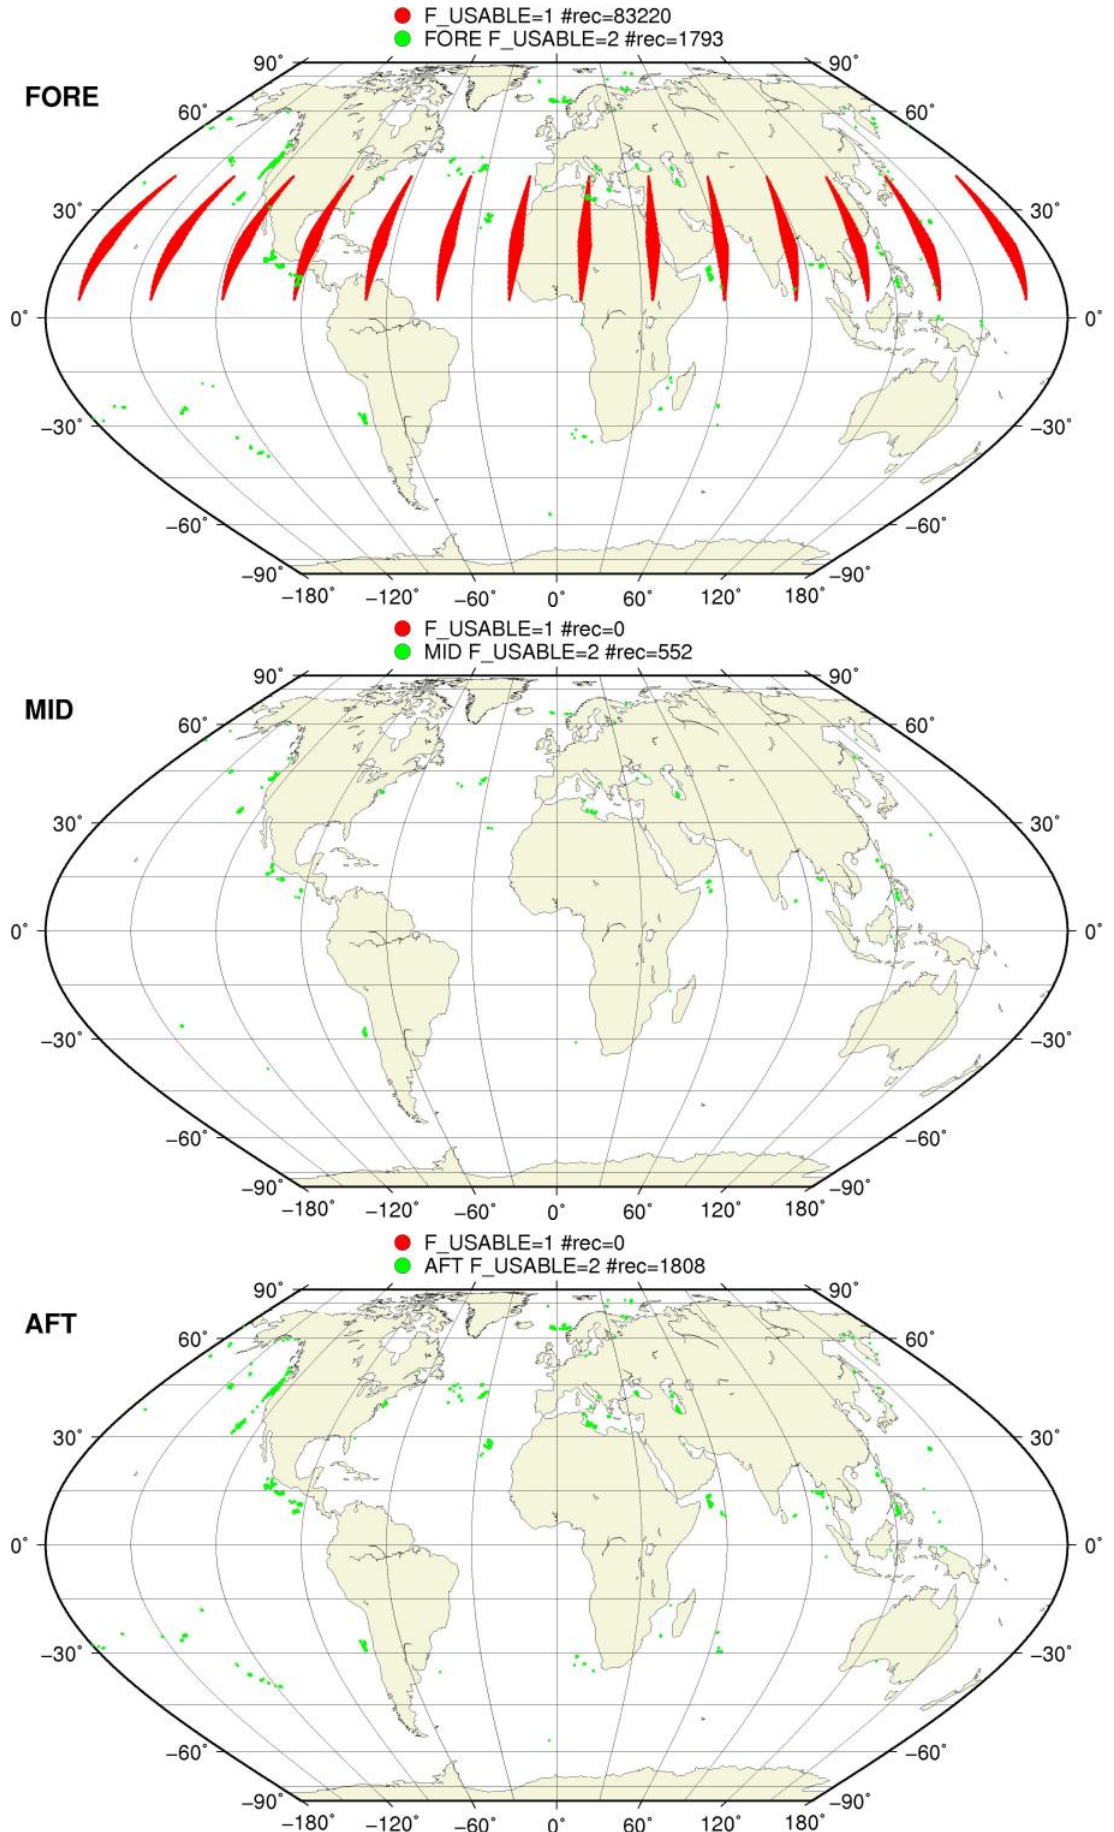 F_USABLE=1 #rec=83220
FORE F_USABLE=2 #rec=1793
FORE
90° 90°
60° 60°
30° 30°
0° 0°
−30° −30°
−60° −60°
−90° −90°
−180° −120° −60° 0° 60° 120° 180°
F_USABLE=1 #rec=0
MID F_USABLE=2 #rec=552
MID
90° 90°
60° 60°
30° 30°
0° 0°
−30° −30°
−60° −60°
−90° −90°
−180° −120° −60° 0° 60° 120° 180°
F_USABLE=1 #rec=0
AFT F_USABLE=2 #rec=1808
AFT
90° 90°
60° 60°
30° 30°
0° 0°
−30° −30°
−60° −60°
−90° −90°
−180° −120° −60° 0° 60° 120° 180°